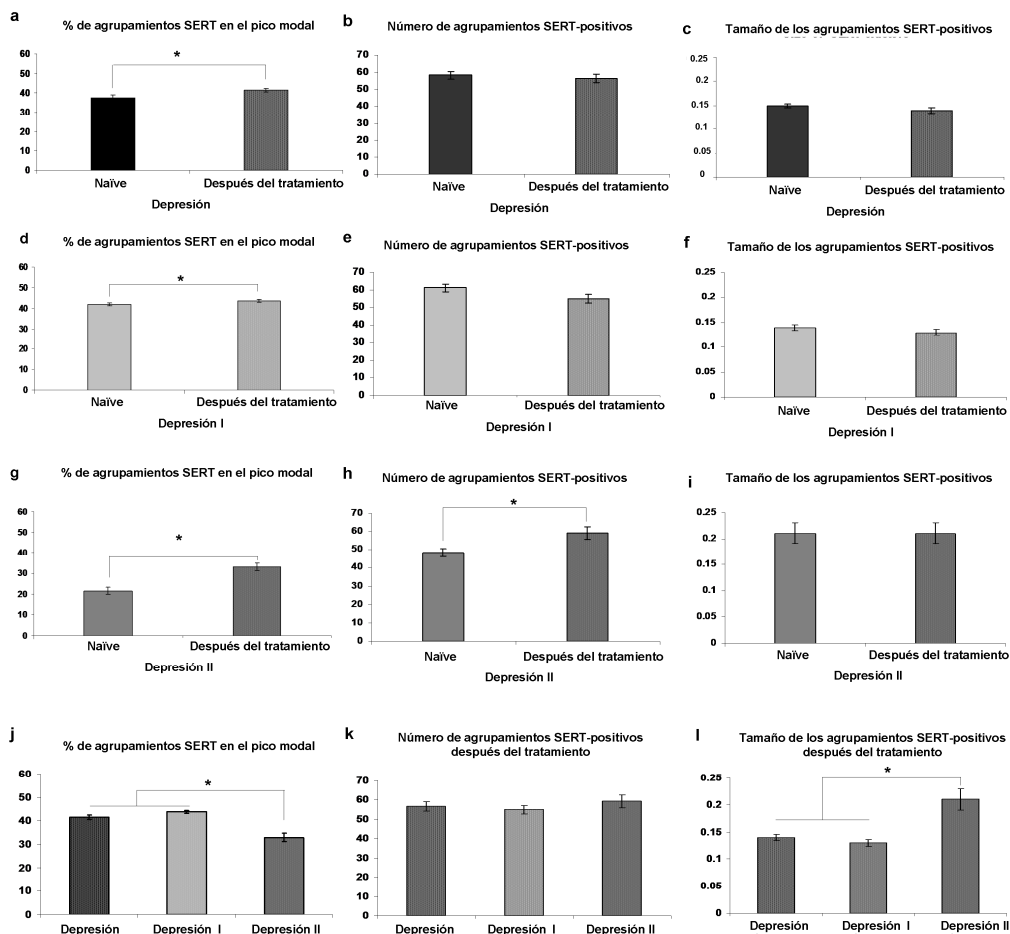 a
% de agrupamientos SERT en el pico modal
60
50
40
30
20
10
0
*
Naïve
Después del tratamiento
Depresión
b
Número de agrupamientos SERT-positivos
70
60
50
40
30
20
10
0
Naïve
Después del tratamiento
Depresión
c
Tamaño de los agrupamientos SERT-positivos
0.25
0.2
0.15
0.1
0.05
0
Naïve
Después del tratamiento
Depresión
d
% de agrupamientos SERT en el pico modal
60
50
40
30
20
10
0
*
Naïve
Después del tratamiento
Depresión I
e
Número de agrupamientos SERT-positivos
70
60
50
40
30
20
10
0
Naïve
Después del tratamiento
Depresión I
f
Tamaño de los agrupamientos SERT-positivos
0.25
0.2
0.15
0.1
0.05
0
Naïve
Después del tratamiento
Depresión I
g
% de agrupamientos SERT en el pico modal
60
50
40
30
20
10
0
*
Naïve
Después del tratamiento
Depresión II
h
Número de agrupamientos SERT-positivos
70
60
50
40
30
20
10
0
*
Naïve
Después del tratamiento
Depresión II
i
Tamaño de los agrupamientos SERT-positivos
0.25
0.2
0.15
0.1
0.05
0
Naïve
Después del tratamiento
Depresión II
j
% de agrupamientos SERT en el pico modal
60
50
40
30
20
10
0
*
Depresión
Depresión I
Depresión II
k
Número de agrupamientos SERT-positivos
después del tratamiento
70
60
50
40
30
20
10
0
Depresión
Depresión I
Depresión II
l
Tamaño de los agrupamientos SERT-positivos
después del tratamiento
0.25
0.2
0.15
0.1
0.05
0
*
Depresión
Depresión I
Depresión II